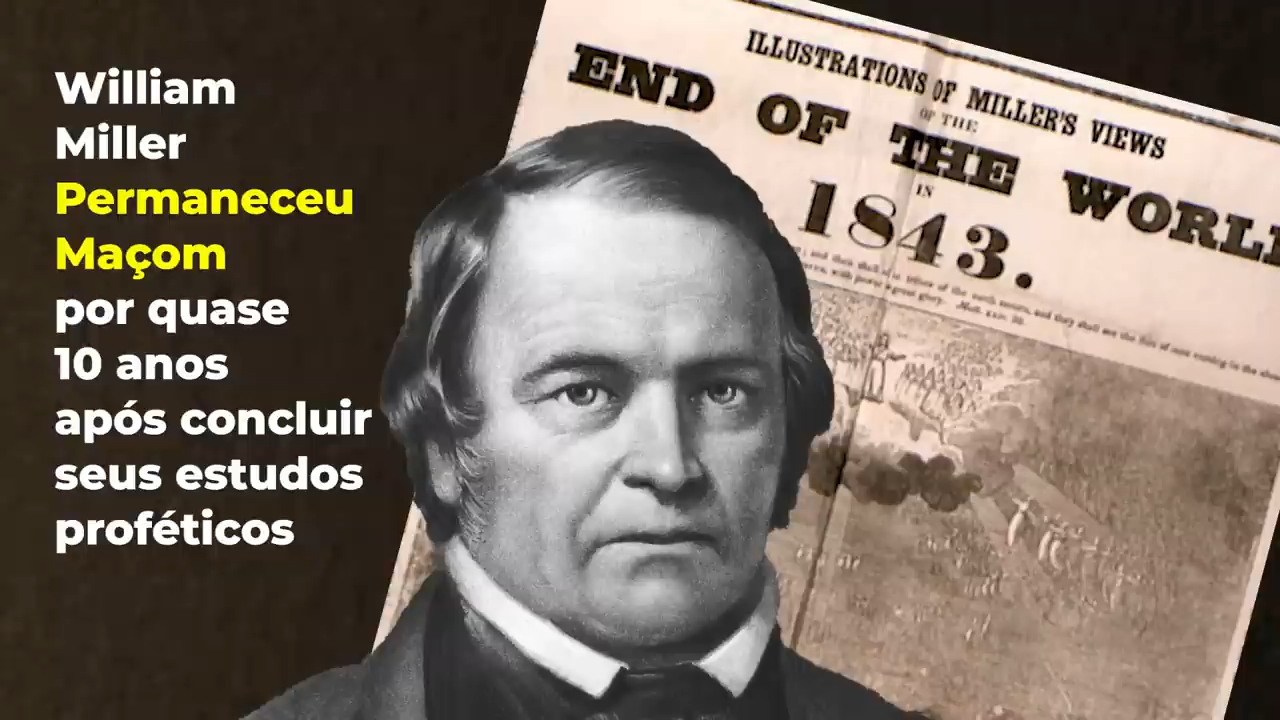 William
Miller
Permaneceu
Maçom
por quase
10 anos
após concluir
seus estudos
proféticos
ILLUSTRATIONS OF MILLER'S VIEWS
OF THE
END OF THE WORL
IN
1843.